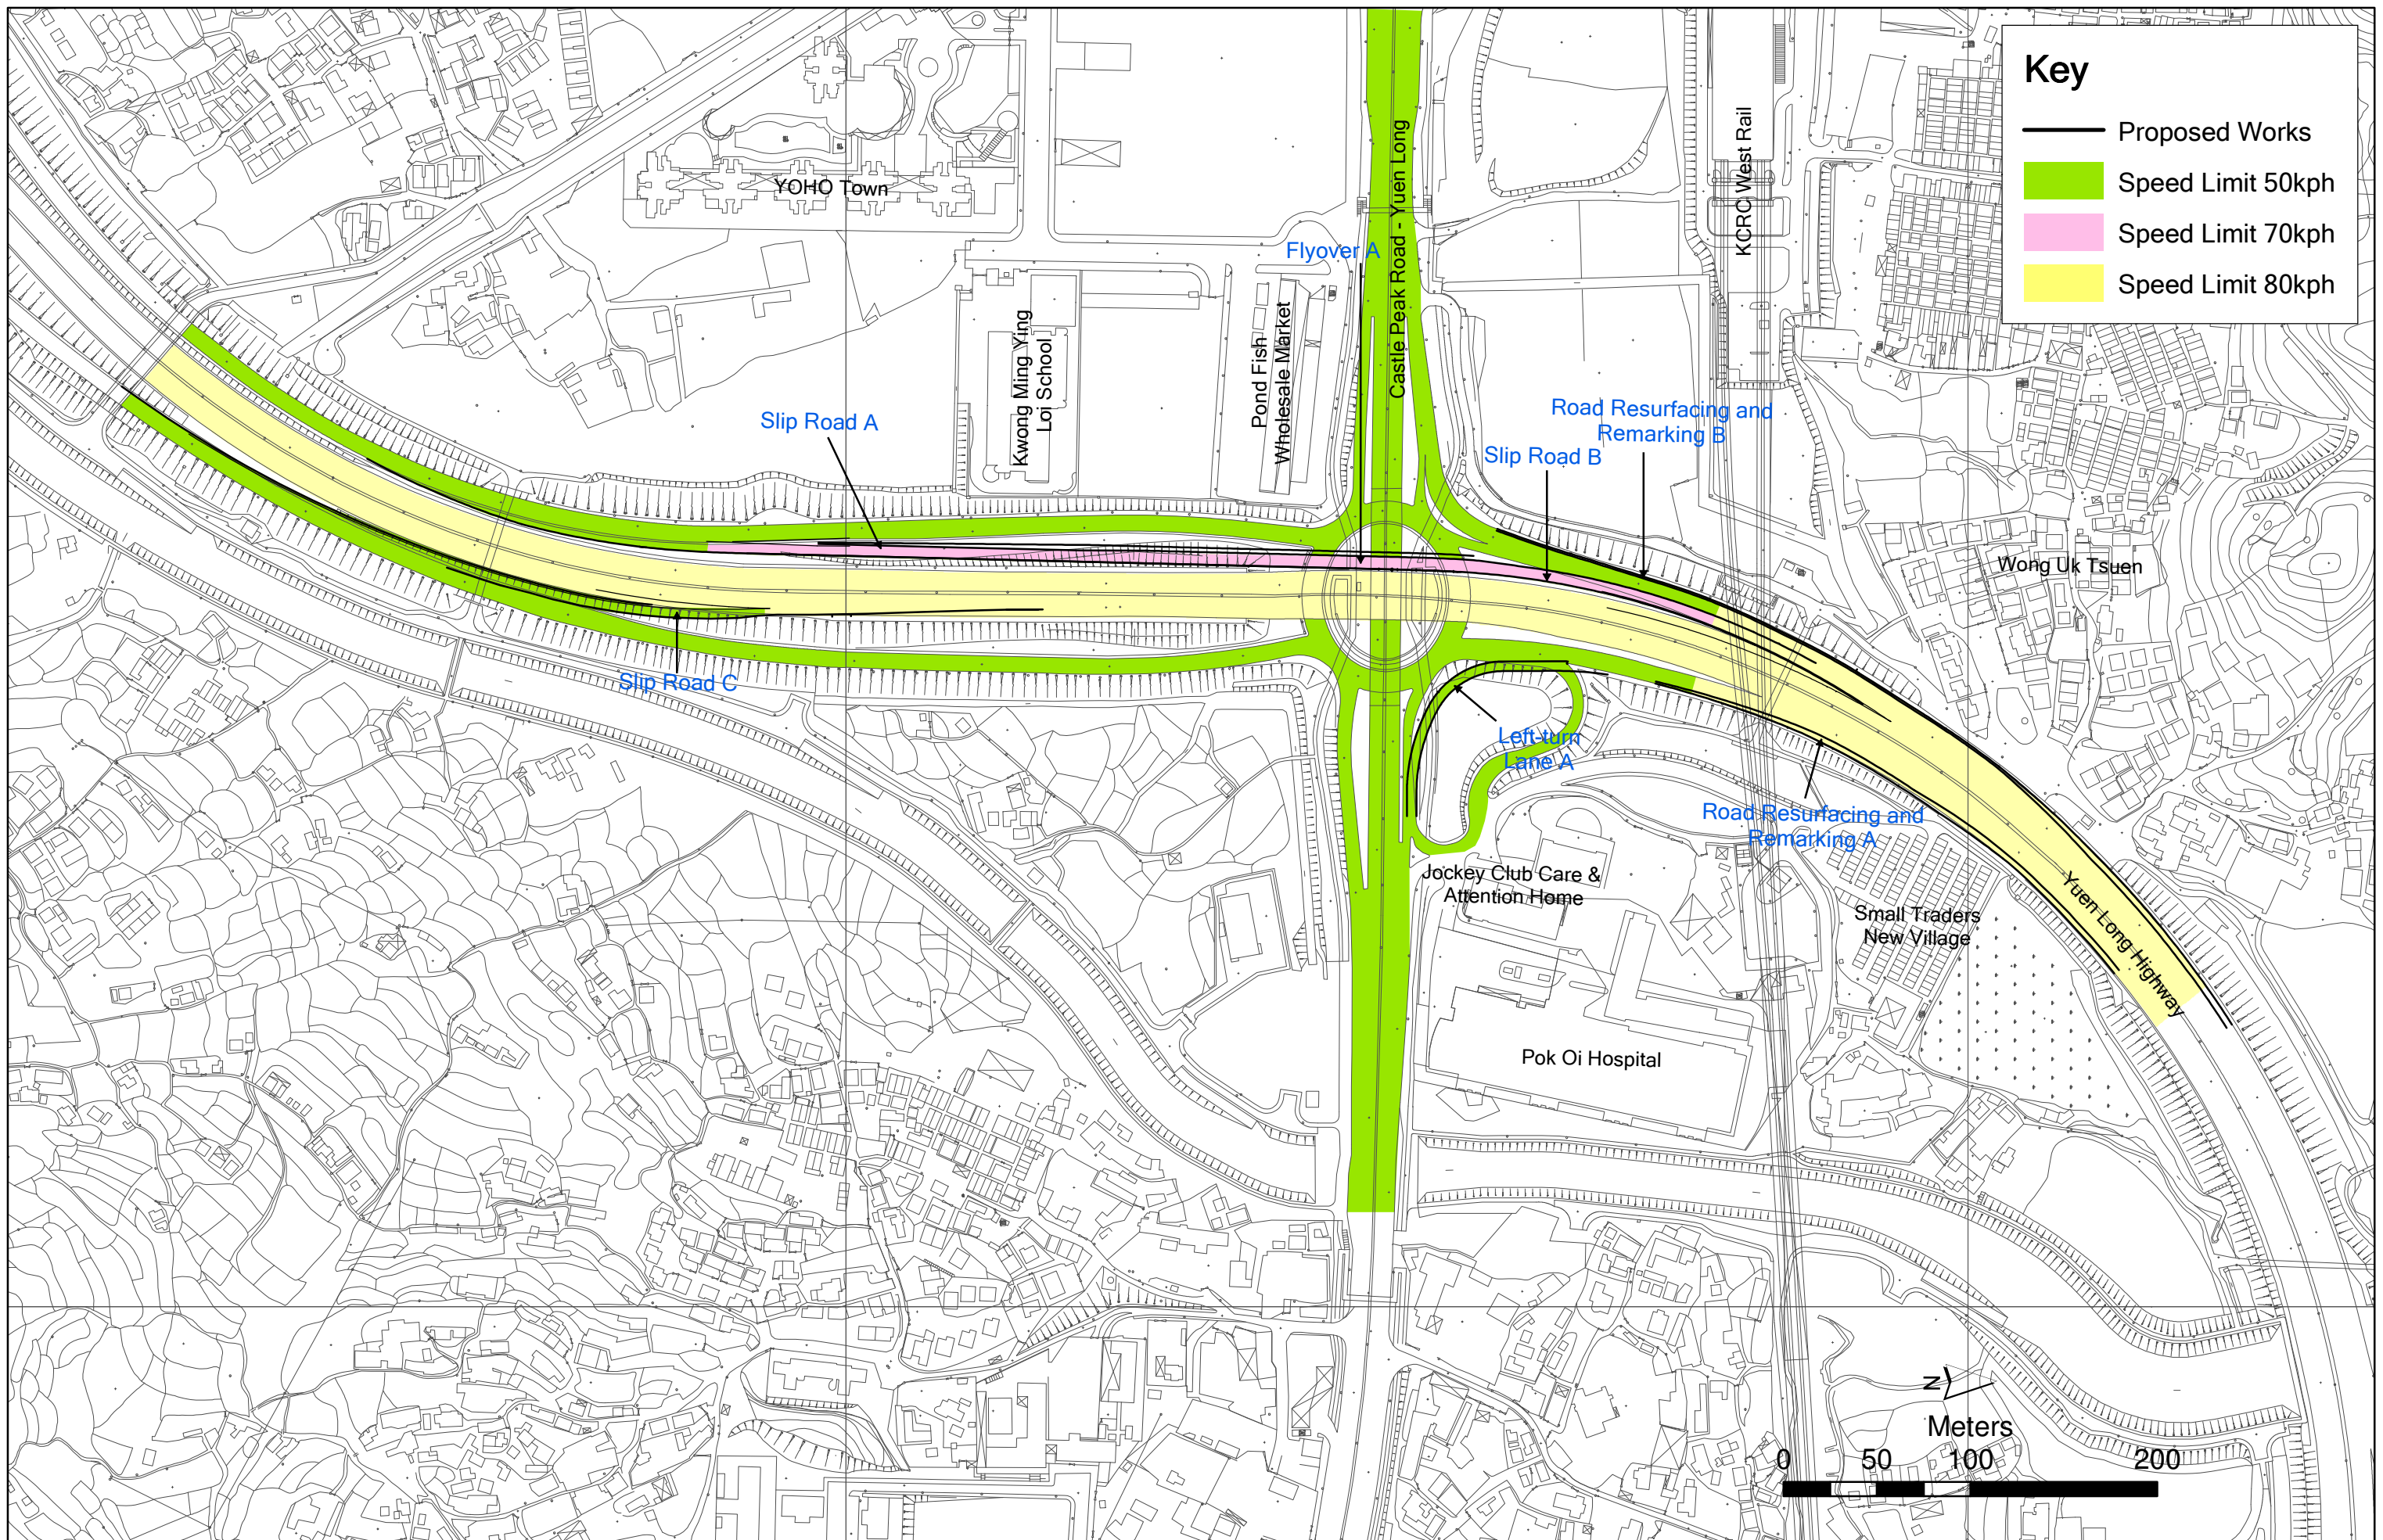 Key
Proposed Works
Speed Limit 50kph
Speed Limit 70kph
Speed Limit 80kph
YOHO Town
Kwong Ming Ying
Loi School
Pond Fish
Wholesale Market
Flyover A
Castle Peak Road - Yuen Long
KCRC West Rail
Slip Road A
Road Resurfacing and
Remarking B
Slip Road B
Wong Uk Tsuen
Slip Road C
Left-turn
Lane A
Road Resurfacing and
Remarking A
Jockey Club Care &
Attention Home
Small Traders
New Village
Yuen Long Highway
Pok Oi Hospital
N
Meters
0 50 100 200